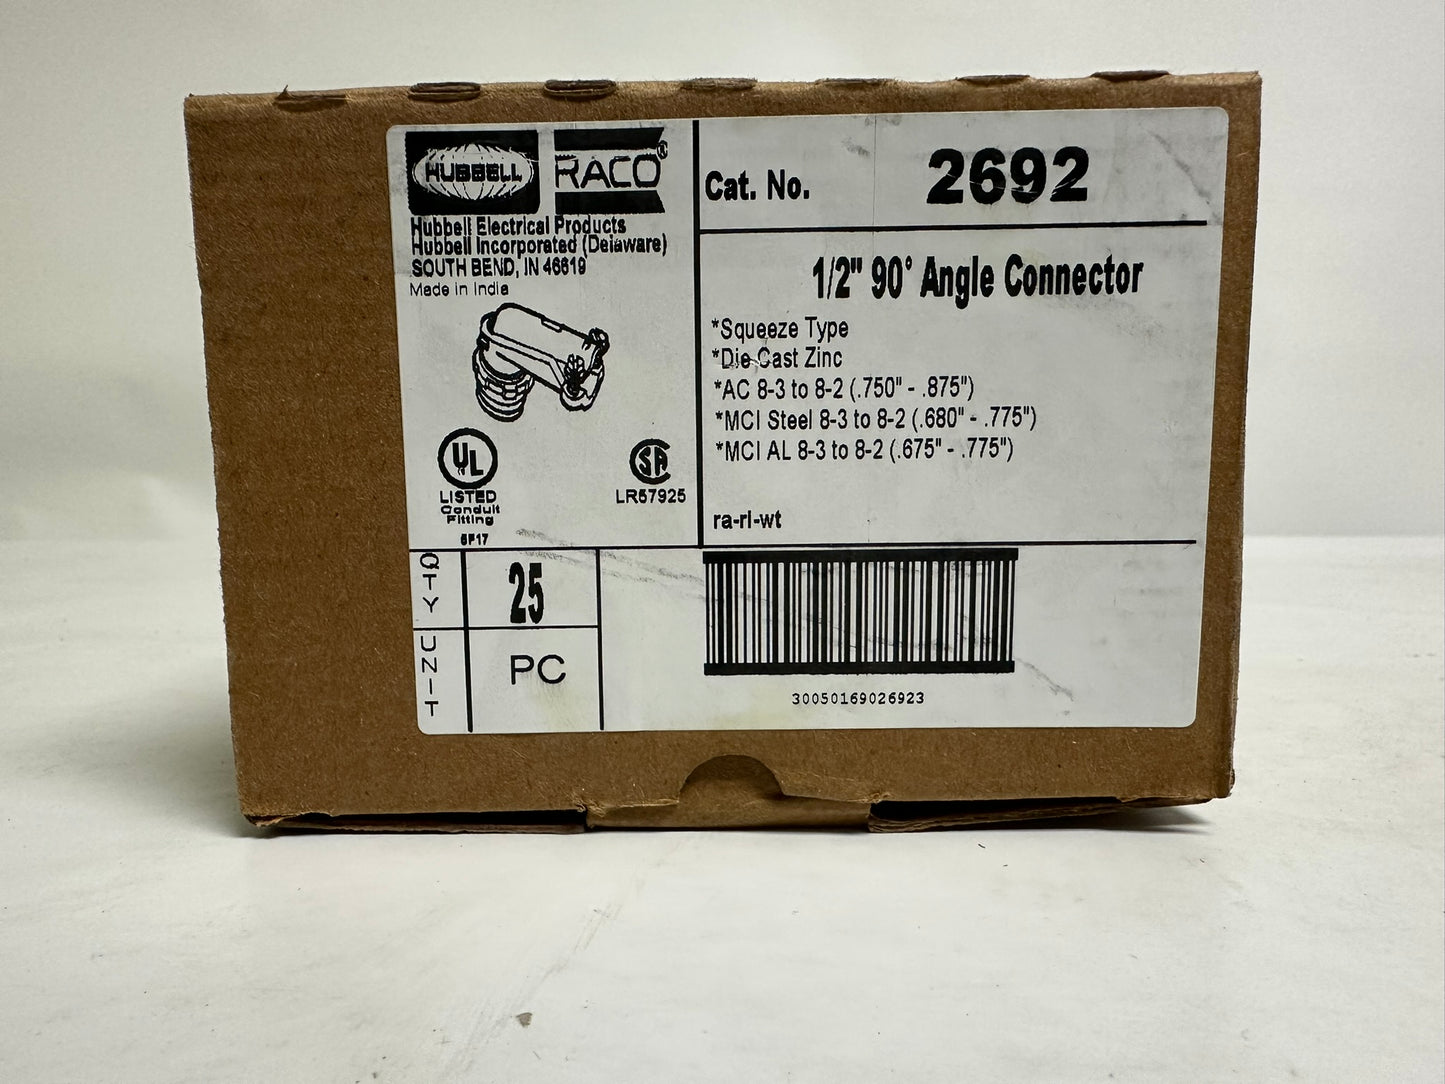 HUBBELL RACO®
Hubbell Electrical Products
Hubbell Incorporated (Delaware)
SOUTH BEND, IN 46619
Made in India
UL
LISTED
Conduit
Fitting
6F17
SA
LR57925
Cat. No. 2692
1/2" 90° Angle Connector
*Squeeze Type
*Die Cast Zinc
*AC 8-3 to 8-2 (.750" - .875")
*MCI Steel 8-3 to 8-2 (.680" - .775")
*MCI AL 8-3 to 8-2 (.675" - .775")
ra-rl-wt
QTY 25
UNIT PC
30050169026923